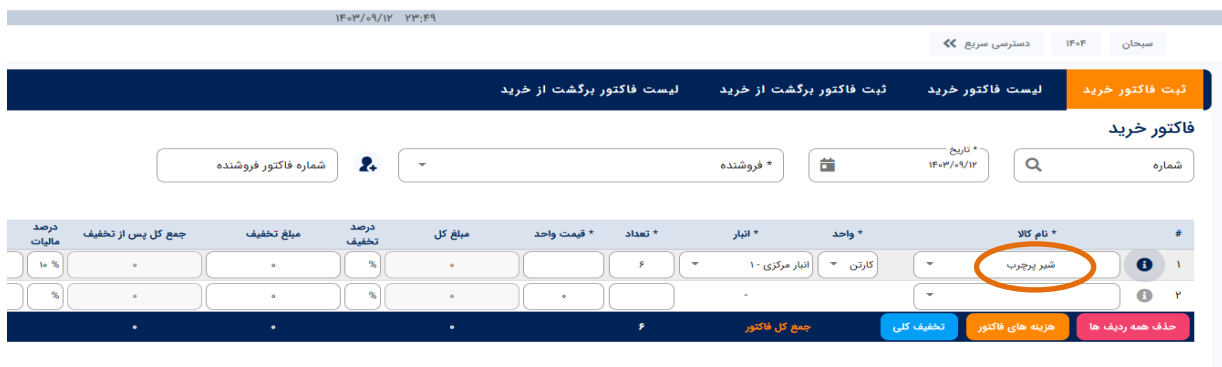 ۱۴۰۳/۰۹/۱۲ ۲۳:۴۹
سبحان ۱۴۰۴ دسترسی سریع
ثبت فاکتور خرید لیست فاکتور خرید ثبت فاکتور برگشت از خرید لیست فاکتور برگشت از خرید
فاکتور خرید
شماره * تاریخ ۱۴۰۳/۰۹/۱۲ * فروشنده شماره فاکتور فروشنده
# * نام کالا * واحد * انبار * تعداد * قیمت واحد مبلغ کل درصد تخفیف مبلغ تخفیف جمع کل پس از تخفیف درصد مالیات
۱ شیر پرچرب کارتن انبار مرکزی - ۱ ۶ ۰ % ۰ ۰ % ۱۰
۲ - ۰ ۰ % ۰ ۰ %
حذف همه ردیف ها هزینه های فاکتور تخفیف کلی جمع کل فاکتور ۶ ۰ ۰ ۰